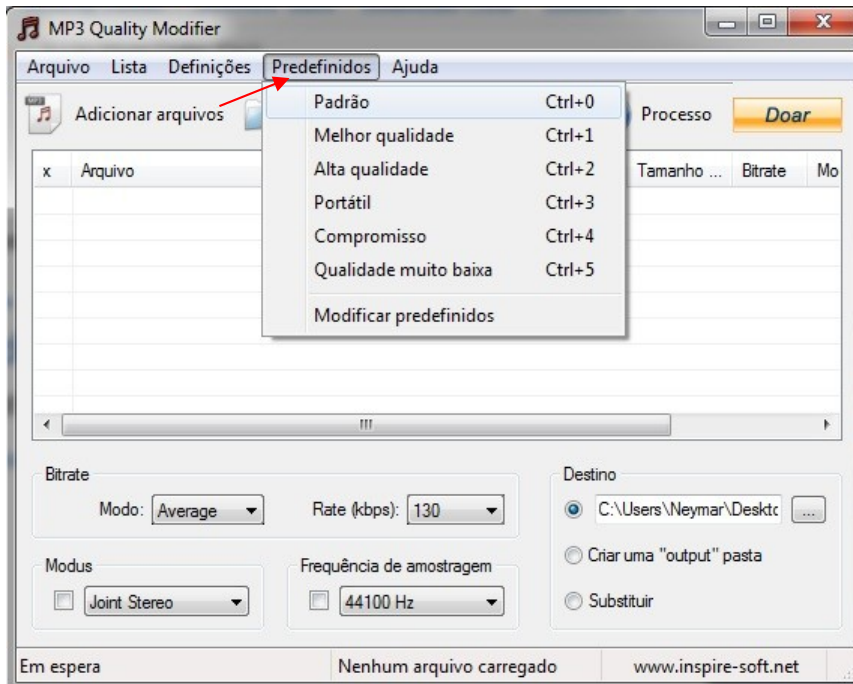 MP3 Quality Modifier
Arquivo Lista Definições Predefinidos Ajuda
Adicionar arquivos Processo Doar
Padrão Ctrl+0
Melhor qualidade Ctrl+1
Alta qualidade Ctrl+2
Portátil Ctrl+3
Compromisso Ctrl+4
Qualidade muito baixa Ctrl+5
Modificar predefinidos
x Arquivo Tamanho ... Bitrate Mo
Bitrate
Modo: Average Rate (kbps): 130
Modus
Joint Stereo
Frequência de amostragem
44100 Hz
Destino
C:\Users\Neymar\Deskto ...
Criar uma "output" pasta
Substituir
Em espera Nenhum arquivo carregado www.inspire-soft.net